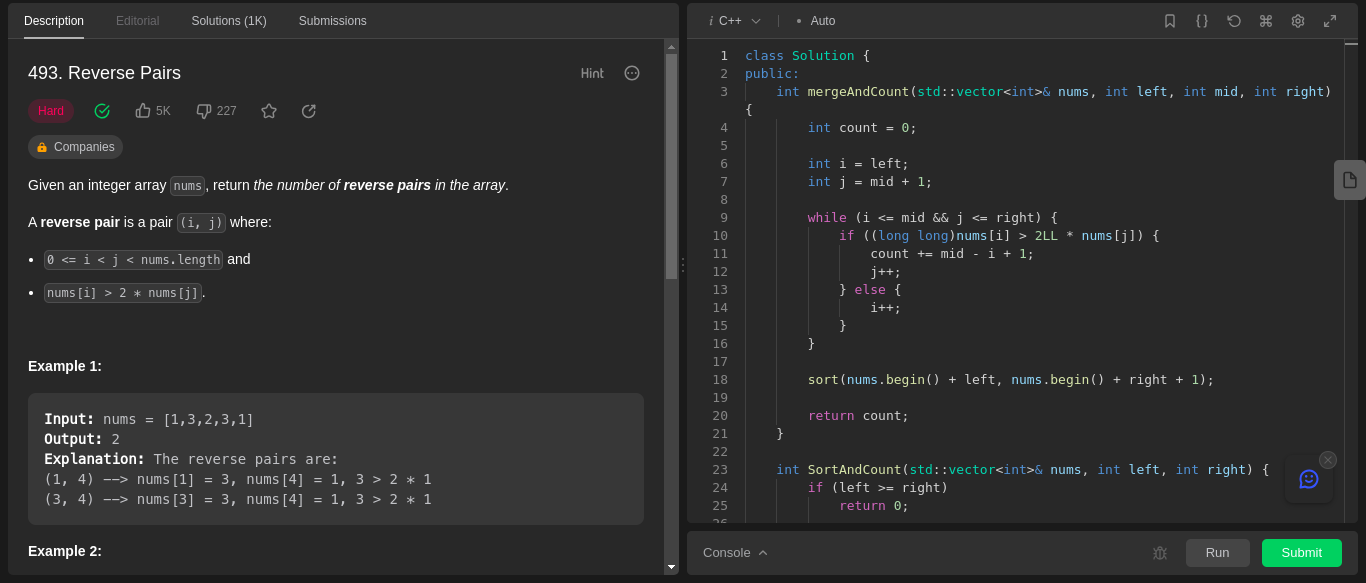 Description
Editorial
Solutions (1K)
Submissions
493. Reverse Pairs
Hint
Hard
5K
227
Companies
Given an integer array nums, return the number of reverse pairs in the array.
A reverse pair is a pair (i, j) where:
• 0 <= i < j < nums.length and
• nums[i] > 2 * nums[j].
Example 1:
Input: nums = [1,3,2,3,1]
Output: 2
Explanation: The reverse pairs are:
(1, 4) --> nums[1] = 3, nums[4] = 1, 3 > 2 * 1
(3, 4) --> nums[3] = 3, nums[4] = 1, 3 > 2 * 1
Example 2:
i C++
• Auto
1 class Solution {
2 public:
3 int mergeAndCount(std::vector<int>& nums, int left, int mid, int right)
{
4 int count = 0;
5
6 int i = left;
7 int j = mid + 1;
8
9 while (i <= mid && j <= right) {
10 if ((long long)nums[i] > 2LL * nums[j]) {
11 count += mid - i + 1;
12 j++;
13 } else {
14 i++;
15 }
16 }
17
18 sort(nums.begin() + left, nums.begin() + right + 1);
19
20 return count;
21 }
22
23 int SortAndCount(std::vector<int>& nums, int left, int right) {
24 if (left >= right)
25 return 0;
26
Console
Run
Submit